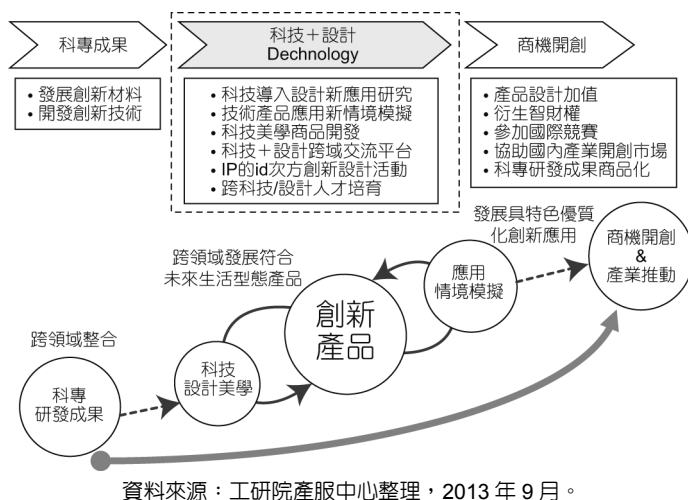 科專成果
科技＋設計
Dechnology
商機開創
• 發展創新材料
• 開發創新技術
• 科技導入設計新應用研究
• 技術產品應用新情境模擬
• 科技美學商品開發
• 科技＋設計跨域交流平台
• IP的id次方創新設計活動
• 跨科技/設計人才培育
• 產品設計加值
• 衍生智財權
• 參加國際競賽
• 協助國內產業開創市場
• 科專研發成果商品化
發展具特色優質
化創新應用
跨領域發展符合
未來生活型態產品
跨領域整合
科專
研發成果
科技
設計美學
創新
產品
應用
情境模擬
商機開創
&
產業推動
資料來源：工研院產服中心整理，2013 年 9 月。